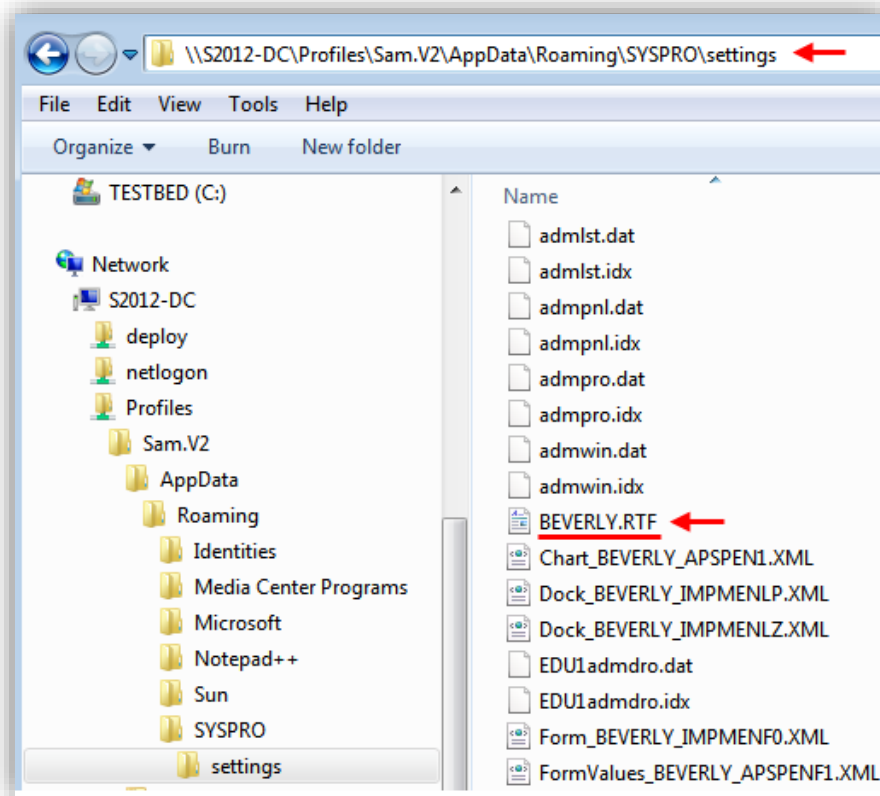 \\S2012-DC\Profiles\Sam.V2\AppData\Roaming\SYSPRO\settings
File Edit View Tools Help
Organize Burn New folder
TESTBED (C:)
Network
S2012-DC
deploy
netlogon
Profiles
Sam.V2
AppData
Roaming
Identities
Media Center Programs
Microsoft
Notepad++
Sun
SYSPRO
settings
Name
admlst.dat
admlst.idx
admpnl.dat
admpnl.idx
admpro.dat
admpro.idx
admwin.dat
admwin.idx
BEVERLY.RTF
Chart_BEVERLY_APSPEN1.XML
Dock_BEVERLY_IMPMENLP.XML
Dock_BEVERLY_IMPMENLZ.XML
EDU1admdro.dat
EDU1admdro.idx
Form_BEVERLY_IMPMENF0.XML
FormValues_BEVERLY_APSPENF1.XML